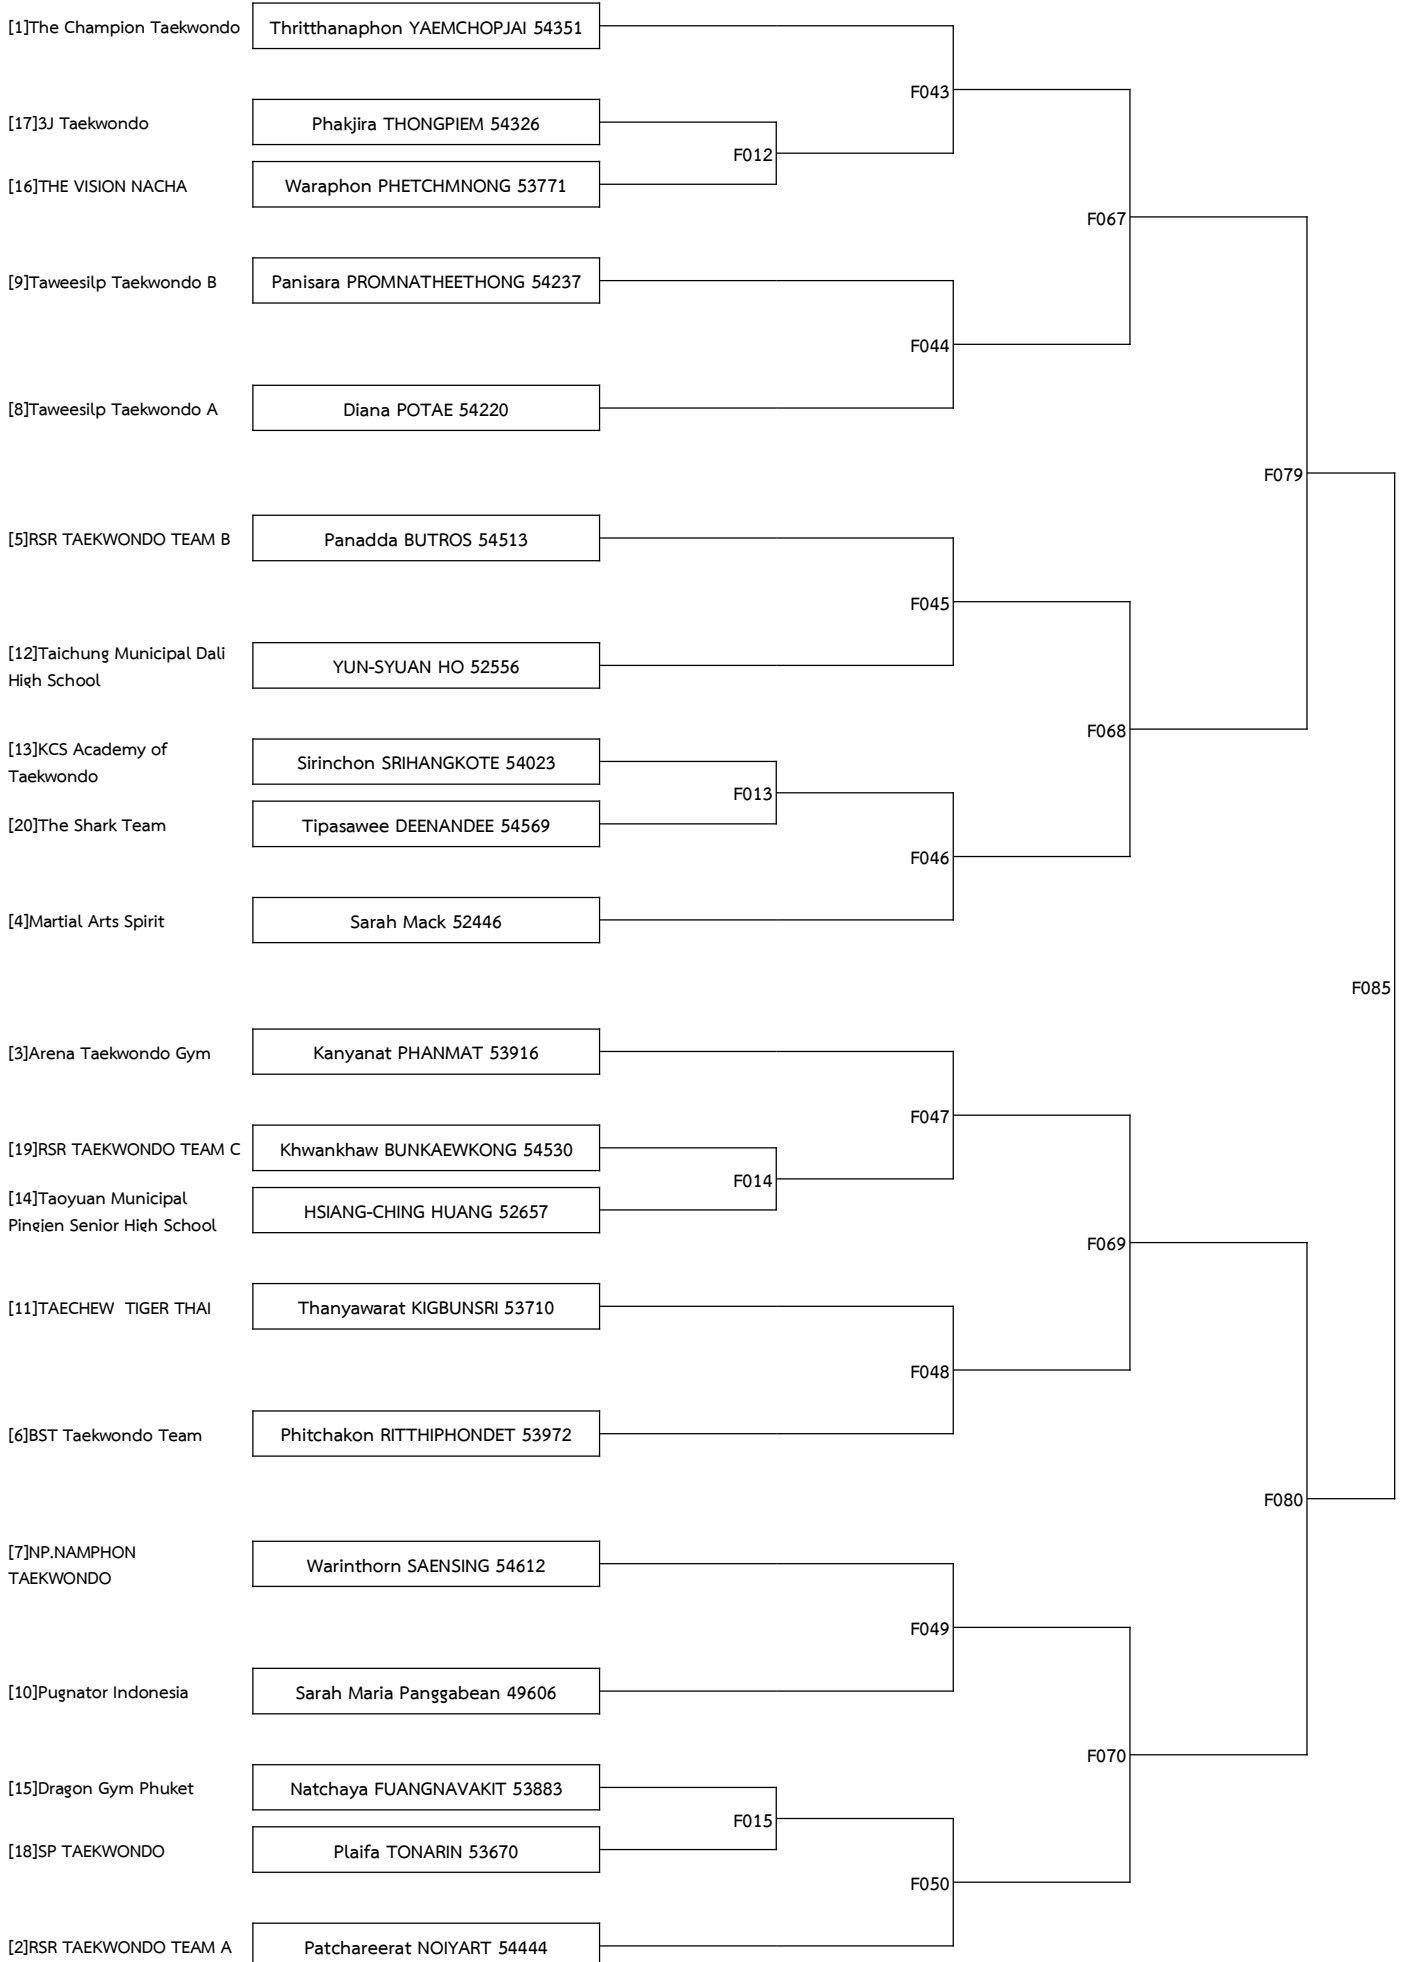 [1]The Champion Taekwondo Thritthanaphon YAEMCHOPJAI 54351
F043
[17]3J Taekwondo Phakjira THONGPIEM 54326
F012
[16]THE VISION NACHA Waraphon PHETCHMNONG 53771
F067
[9]Taweesilp Taekwondo B Panisara PROMNATHEETHONG 54237
F044
[8]Taweesilp Taekwondo A Diana POTAE 54220
F079
[5]RSR TAEKWONDO TEAM B Panadda BUTROS 54513
F045
[12]Taichung Municipal Dali
High School
YUN-SYUAN HO 52556
F068
[13]KCS Academy of
Taekwondo
Sirinchon SRIHANGKOTE 54023
F013
[20]The Shark Team Tipasawee DEENANDEE 54569
F046
[4]Martial Arts Spirit Sarah Mack 52446
F085
[3]Arena Taekwondo Gym Kanyanat PHANMAT 53916
F047
[19]RSR TAEKWONDO TEAM C Khwankhaw BUNKAEWKONG 54530
F014
[14]Taoyuan Municipal
Pingjen Senior High School
HSIANG-CHING HUANG 52657
F069
[11]TAECHEW TIGER THAI Thanyawarat KIGBUNSRI 53710
F048
[6]BST Taekwondo Team Phitchakon RITTHIPHONDET 53972
F080
[7]NP.NAMPHON
TAEKWONDO
Warinthorn SAENSING 54612
F049
[10]Pugnator Indonesia Sarah Maria Panggabean 49606
F070
[15]Dragon Gym Phuket Natchaya FUANGNAVAKIT 53883
F015
[18]SP TAEKWONDO Plaifa TONARIN 53670
F050
[2]RSR TAEKWONDO TEAM A Patchareerat NOIYART 54444